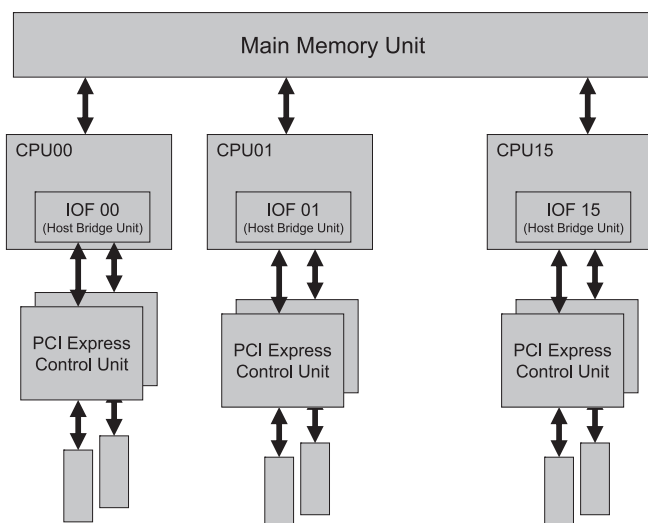 Main Memory Unit
CPU00
CPU01
CPU15
IOF 00
(Host Bridge Unit)
IOF 01
(Host Bridge Unit)
IOF 15
(Host Bridge Unit)
PCI Express
Control Unit
PCI Express
Control Unit
PCI Express
Control Unit